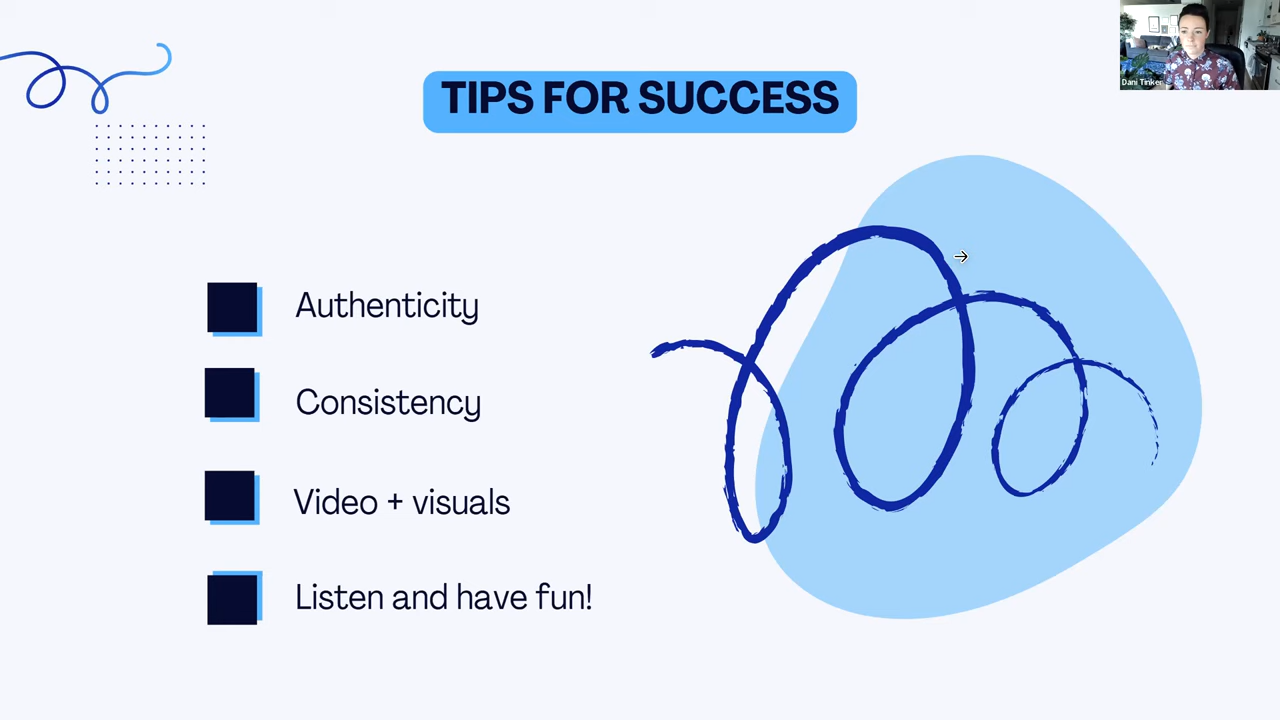 TIPS FOR SUCCESS
Dani Tinker
Authenticity
Consistency
Video + visuals
Listen and have fun!